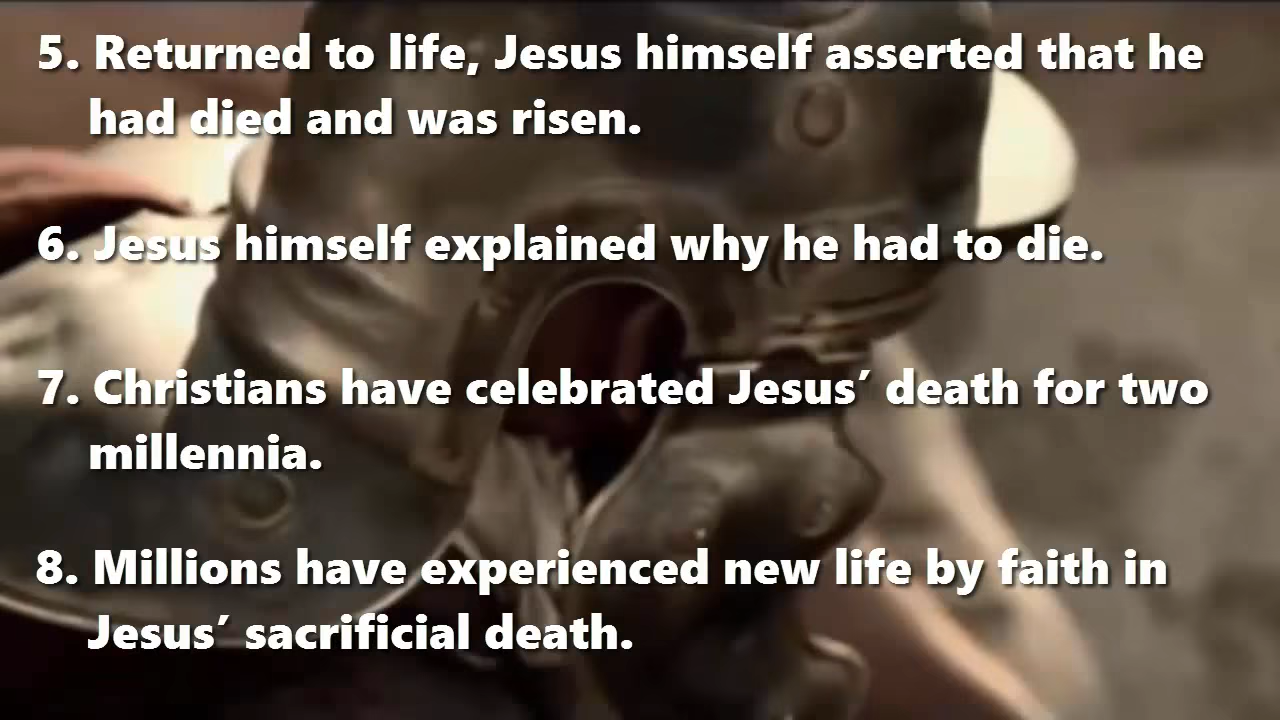 5. Returned to life, Jesus himself asserted that he
had died and was risen.
6. Jesus himself explained why he had to die.
7. Christians have celebrated Jesus′ death for two
millennia.
8. Millions have experienced new life by faith in
Jesus′ sacrificial death.